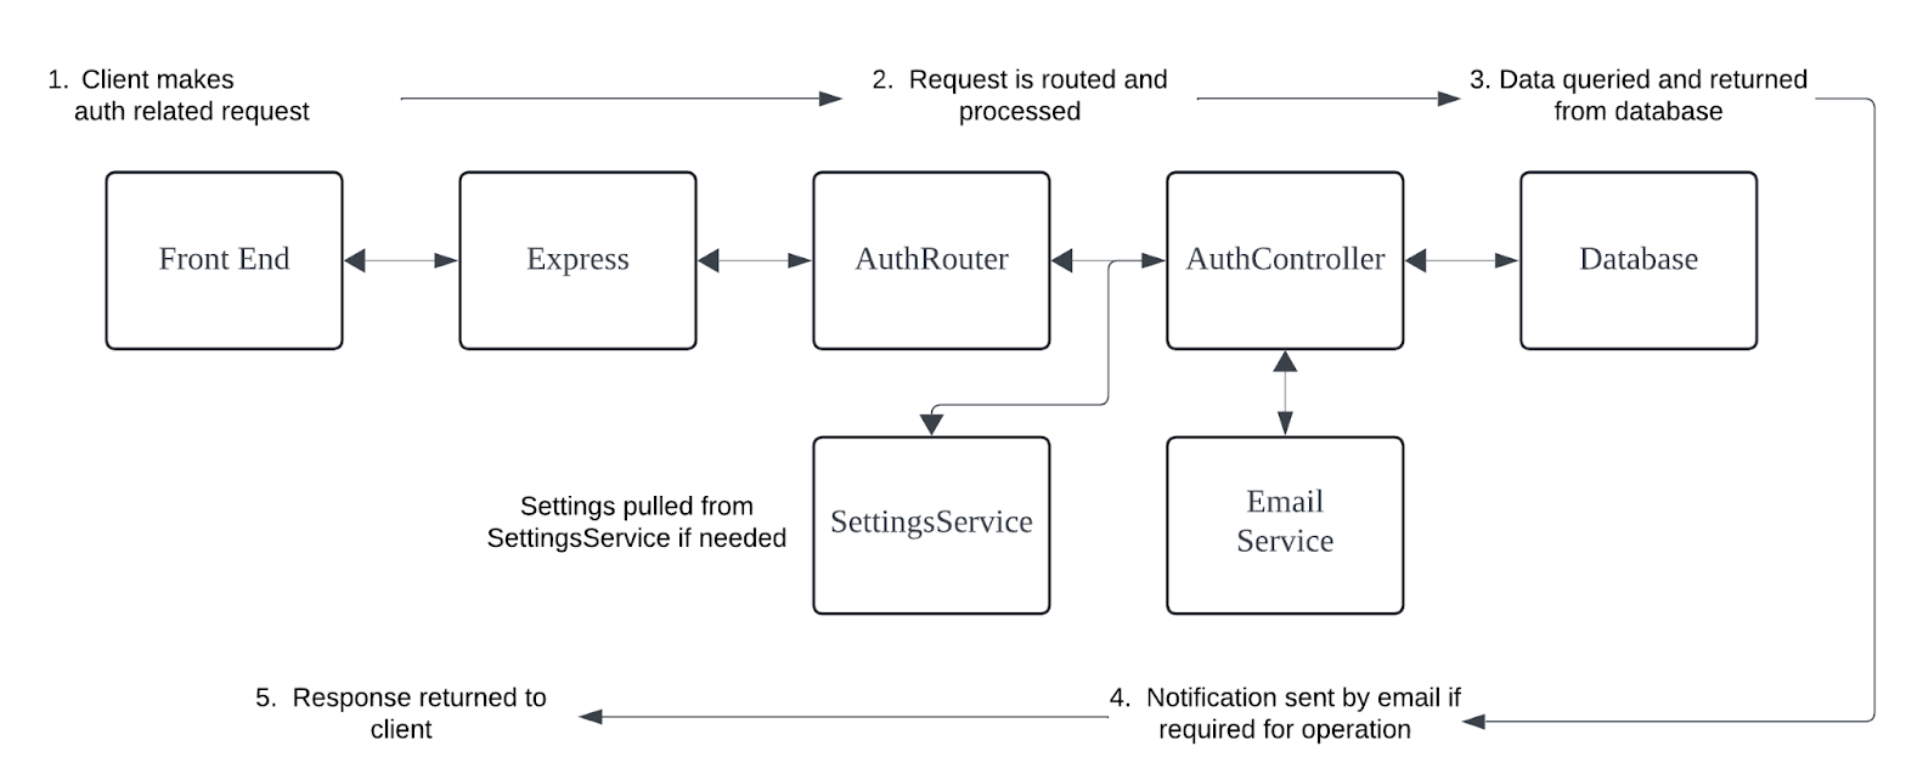 1. Client makes
auth related request
2. Request is routed and
processed
3. Data queried and returned
from database
Front End
Express
AuthRouter
AuthController
Database
Settings pulled from
SettingsService if needed
SettingsService
Email
Service
5. Response returned to
client
4. Notification sent by email if
required for operation